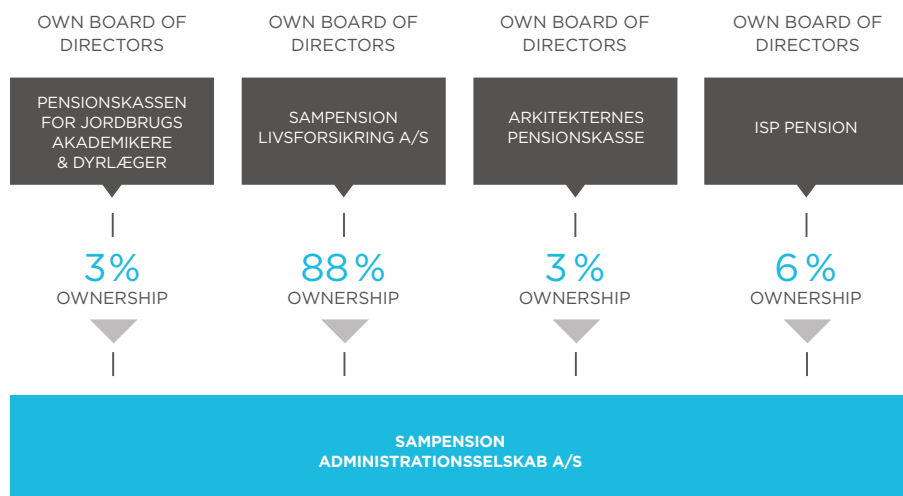 OWN BOARD OF
DIRECTORS
PENSIONSKASSEN
FOR JORDBRUGS
AKADEMIKERE
& DYRLÆGER
3%
OWNERSHIP
OWN BOARD OF
DIRECTORS
SAMPENSION
LIVSFORSIKRING A/S
88%
OWNERSHIP
OWN BOARD OF
DIRECTORS
ARKITEKTERNES
PENSIONSKASSE
3%
OWNERSHIP
OWN BOARD OF
DIRECTORS
ISP PENSION
6%
OWNERSHIP
SAMPENSION
ADMINISTRATIONSSELSKAB A/S